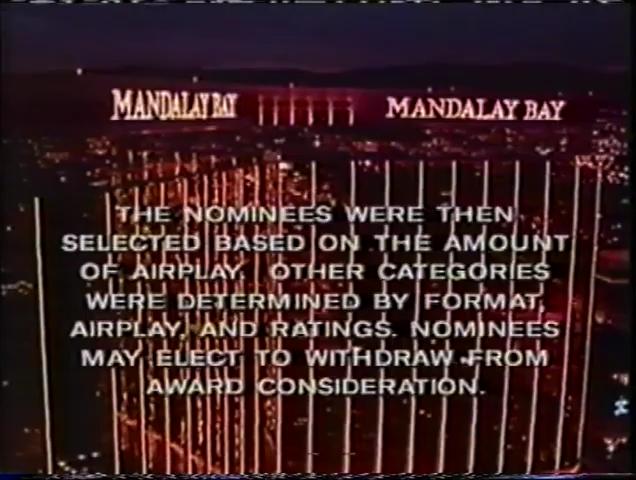 MANDALAY BAY MANDALAY BAY
THE NOMINEES WERE THEN
SELECTED BASED ON THE AMOUNT
OF AIRPLAY. OTHER CATEGORIES
WERE DETERMINED BY FORMAT,
AIRPLAY, AND RATINGS. NOMINEES
MAY ELECT TO WITHDRAW FROM
AWARD CONSIDERATION.